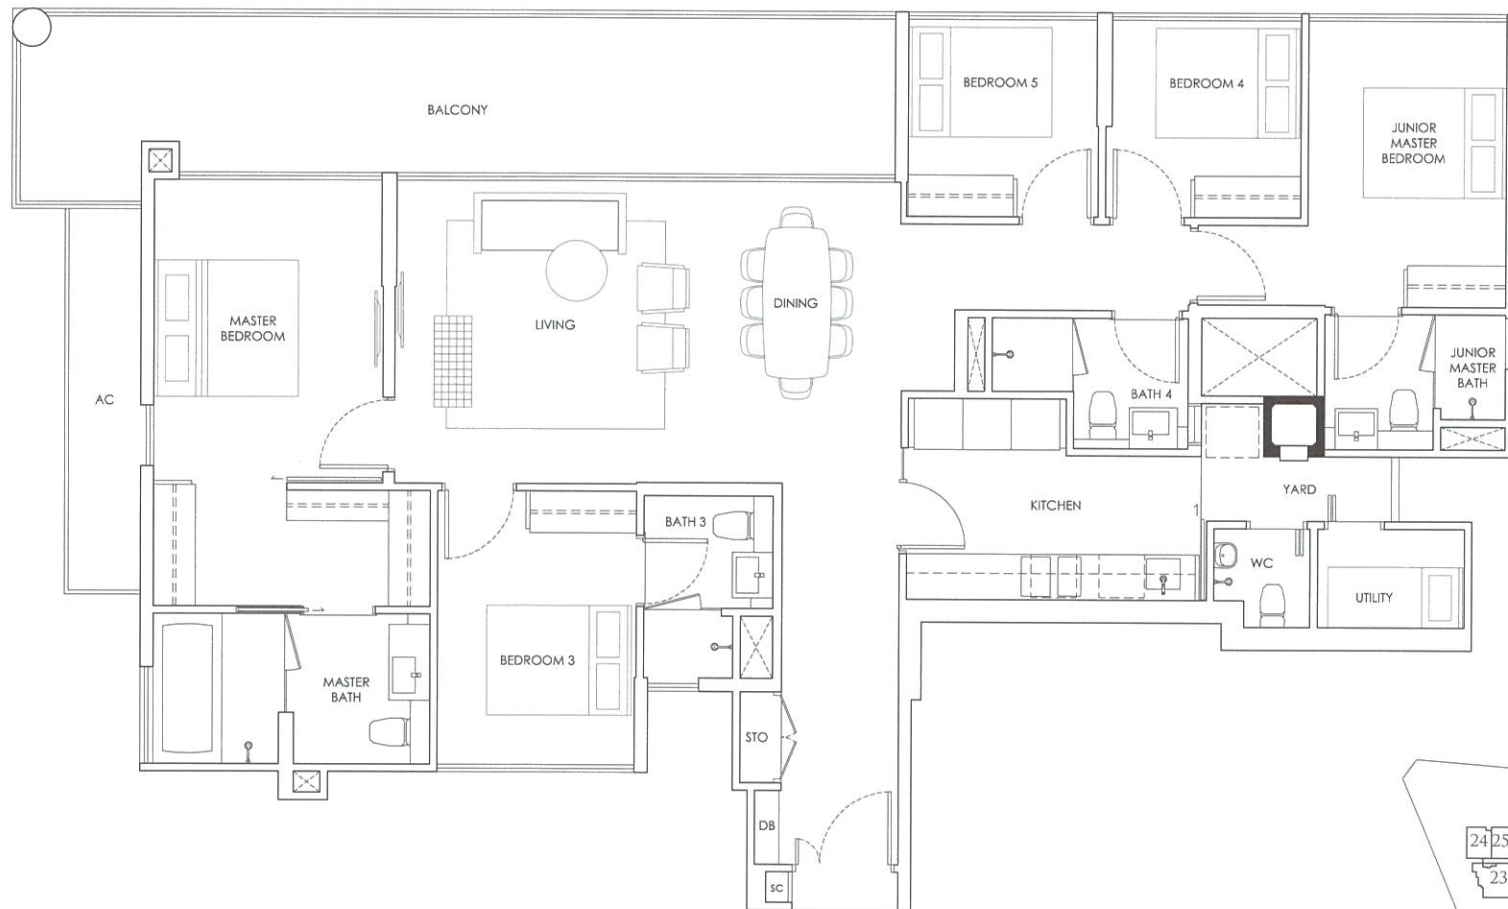 BALCONY
BEDROOM 5
BEDROOM 4
JUNIOR
MASTER
BEDROOM
MASTER
BEDROOM
LIVING
DINING
AC
BATH 4
JUNIOR
MASTER
BATH
KITCHEN
YARD
BATH 3
WC
UTILITY
BEDROOM 3
MASTER
BATH
STO
DB
SC
24 25
23